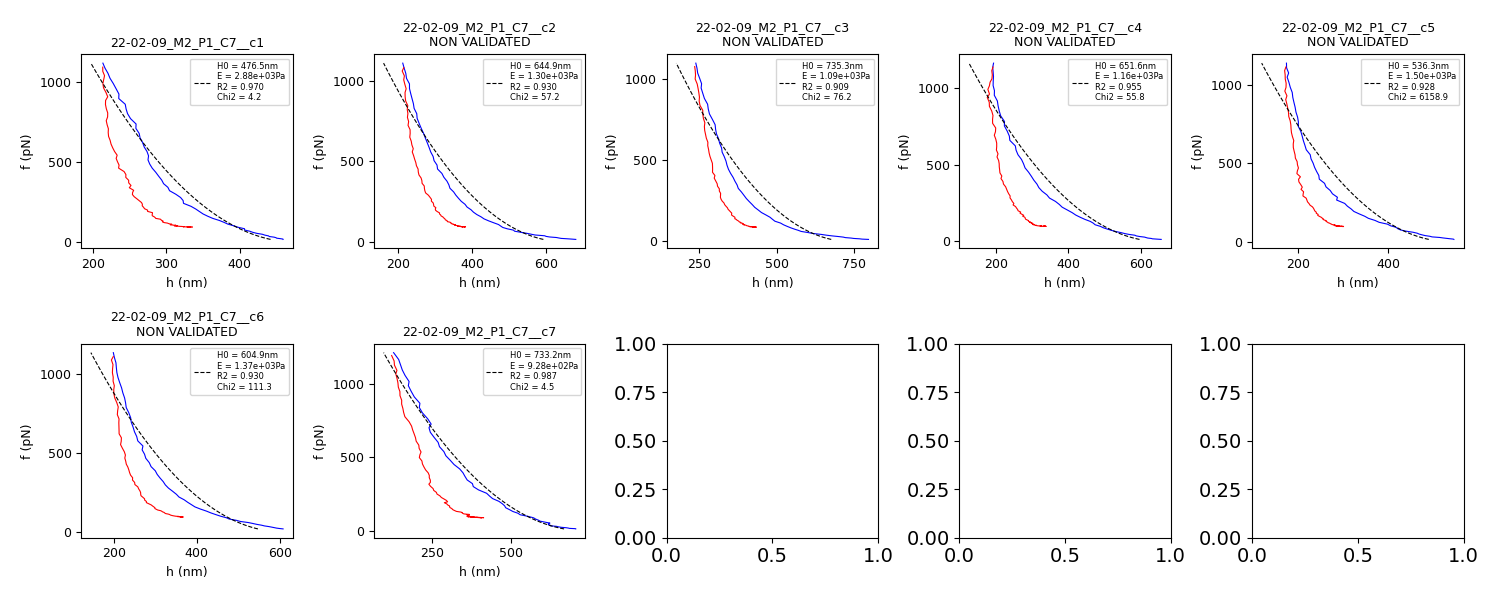 22-02-09_M2_P1_C7__c1
H0 = 476.5nm
E = 2.88e+03Pa
R2 = 0.970
Chi2 = 4.2
1000
500
0
f (pN)
200
300
400
h (nm)
22-02-09_M2_P1_C7__c2
NON VALIDATED
H0 = 644.9nm
E = 1.30e+03Pa
R2 = 0.930
Chi2 = 57.2
1000
500
0
f (pN)
200
400
600
h (nm)
22-02-09_M2_P1_C7__c3
NON VALIDATED
H0 = 735.3nm
E = 1.09e+03Pa
R2 = 0.909
Chi2 = 76.2
1000
500
0
f (pN)
250
500
750
h (nm)
22-02-09_M2_P1_C7__c4
NON VALIDATED
H0 = 651.6nm
E = 1.16e+03Pa
R2 = 0.955
Chi2 = 55.8
1000
500
0
f (pN)
200
400
600
h (nm)
22-02-09_M2_P1_C7__c5
NON VALIDATED
H0 = 536.3nm
E = 1.50e+03Pa
R2 = 0.928
Chi2 = 6158.9
1000
500
0
f (pN)
200
400
h (nm)
22-02-09_M2_P1_C7__c6
NON VALIDATED
H0 = 604.9nm
E = 1.37e+03Pa
R2 = 0.930
Chi2 = 111.3
1000
500
0
f (pN)
200
400
600
h (nm)
22-02-09_M2_P1_C7__c7
H0 = 733.2nm
E = 9.28e+02Pa
R2 = 0.987
Chi2 = 4.5
1000
500
0
f (pN)
250
500
h (nm)
1.00
0.75
0.50
0.25
0.00
0.0
0.5
1.0
1.00
0.75
0.50
0.25
0.00
0.0
0.5
1.0
1.00
0.75
0.50
0.25
0.00
0.0
0.5
1.0